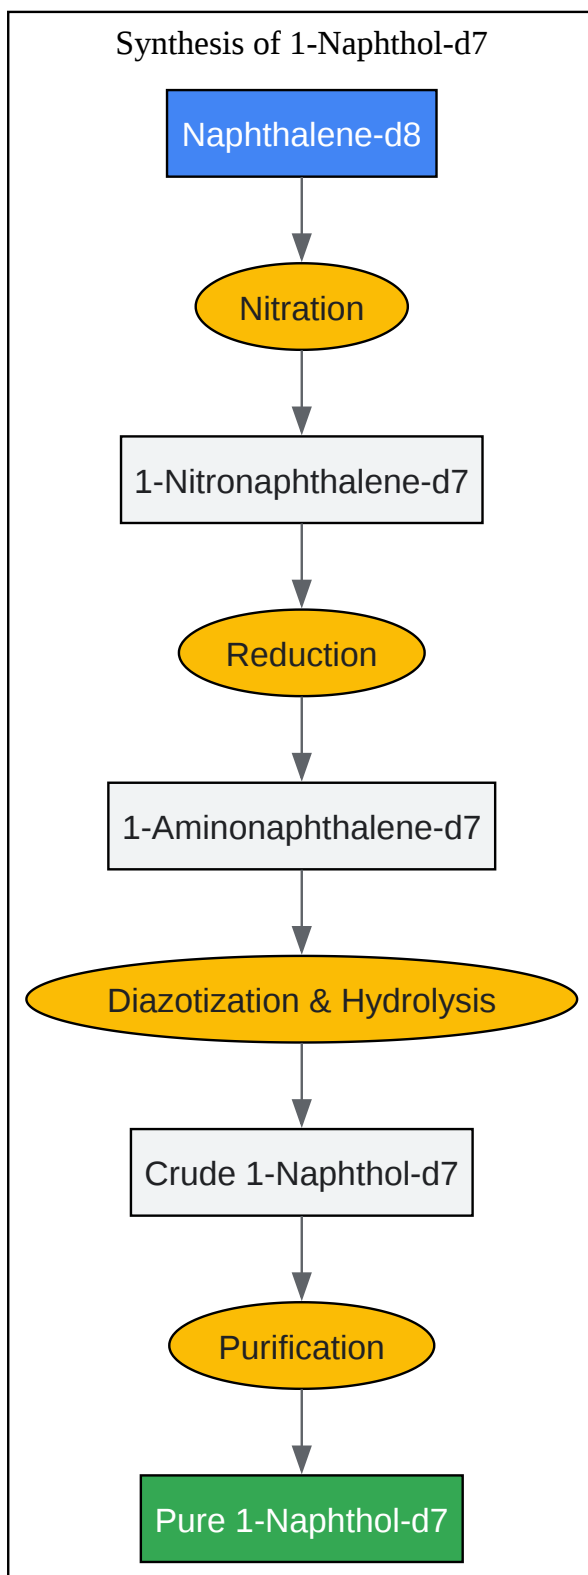 Synthesis of 1-Naphthol-d7
Naphthalene-d8
Nitration
1-Nitronaphthalene-d7
Reduction
1-Aminonaphthalene-d7
Diazotization & Hydrolysis
Crude 1-Naphthol-d7
Purification
Pure 1-Naphthol-d7